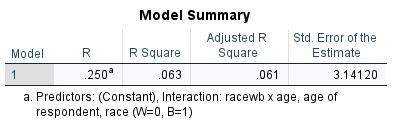 Model Summary
Adjusted R Std. Error of the
Model R R Square Square Estimate
1 .250a .063 .061 3.14120
a. Predictors: (Constant), Interaction: racewb x age, age of
respondent, race (W=0, B=1)